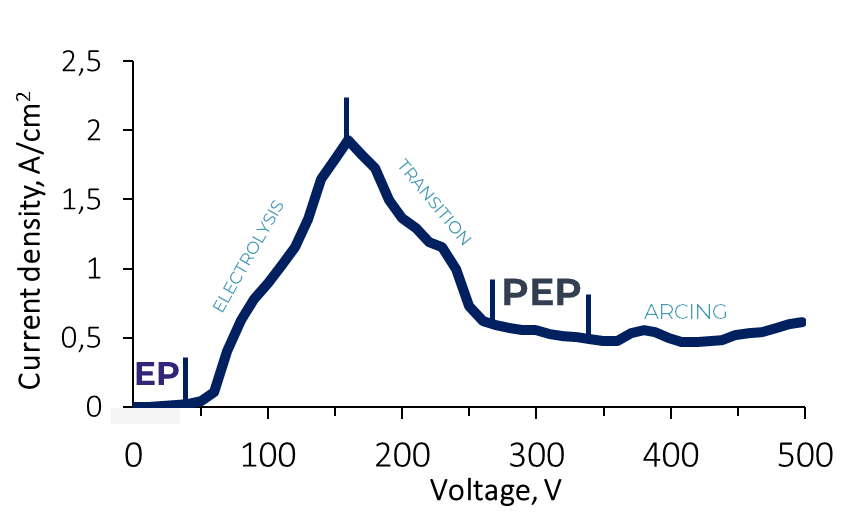 Current density, A/cm²
2,5
2
1,5
1
0,5
0
EP
ELECTROLYSIS
TRANSITION
PEP
ARCING
0 100 200 300 400 500
Voltage, V